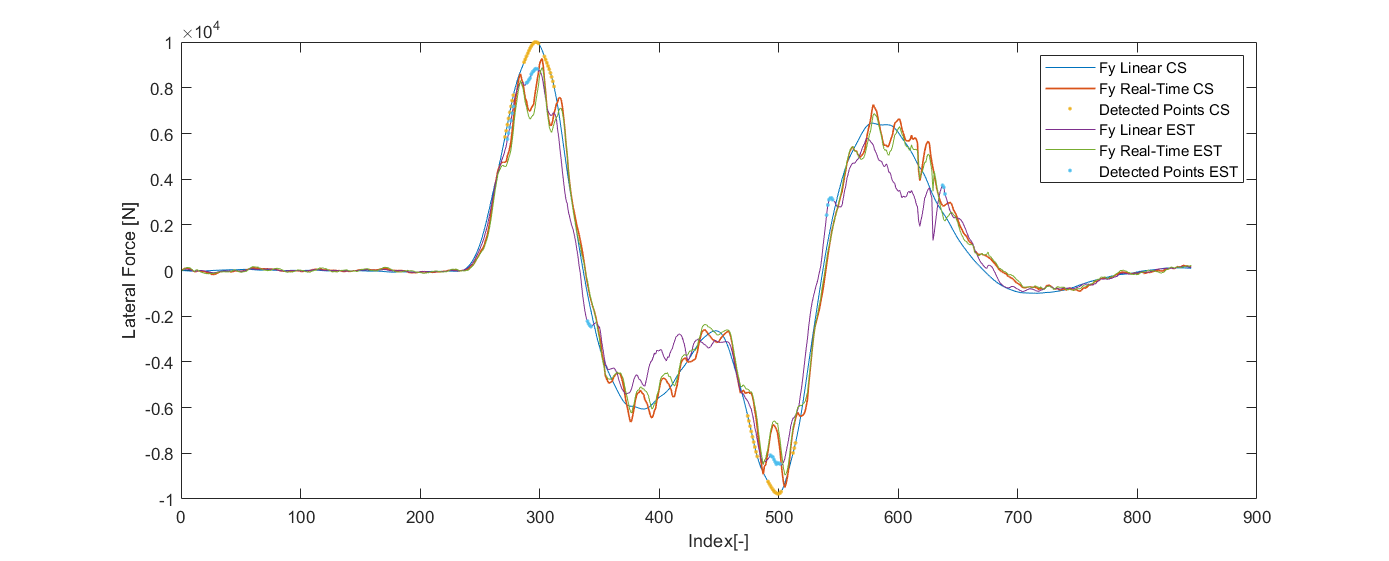 ×10⁴
1
0.8
0.6
0.4
0.2
0
-0.2
-0.4
-0.6
-0.8
-1
Lateral Force [N]
0 100 200 300 400 500 600 700 800 900
Index[-]
Fy Linear CS
Fy Real-Time CS
Detected Points CS
Fy Linear EST
Fy Real-Time EST
Detected Points EST